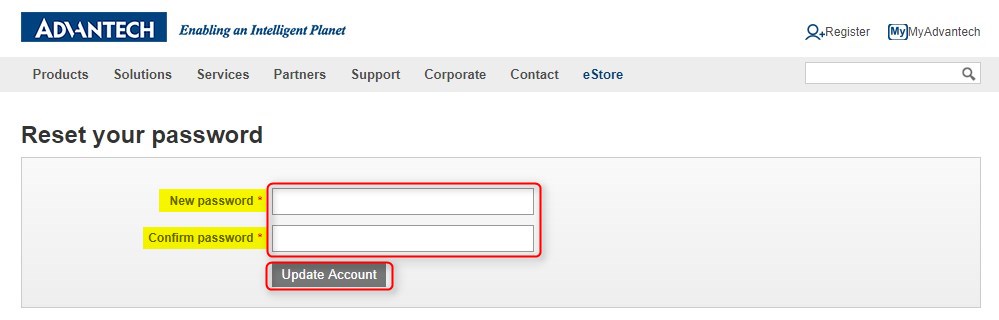 ADVANTECH Enabling an Intelligent Planet
Register My MyAdvantech
Products Solutions Services Partners Support Corporate Contact eStore
Reset your password
New password *
Confirm password *
Update Account